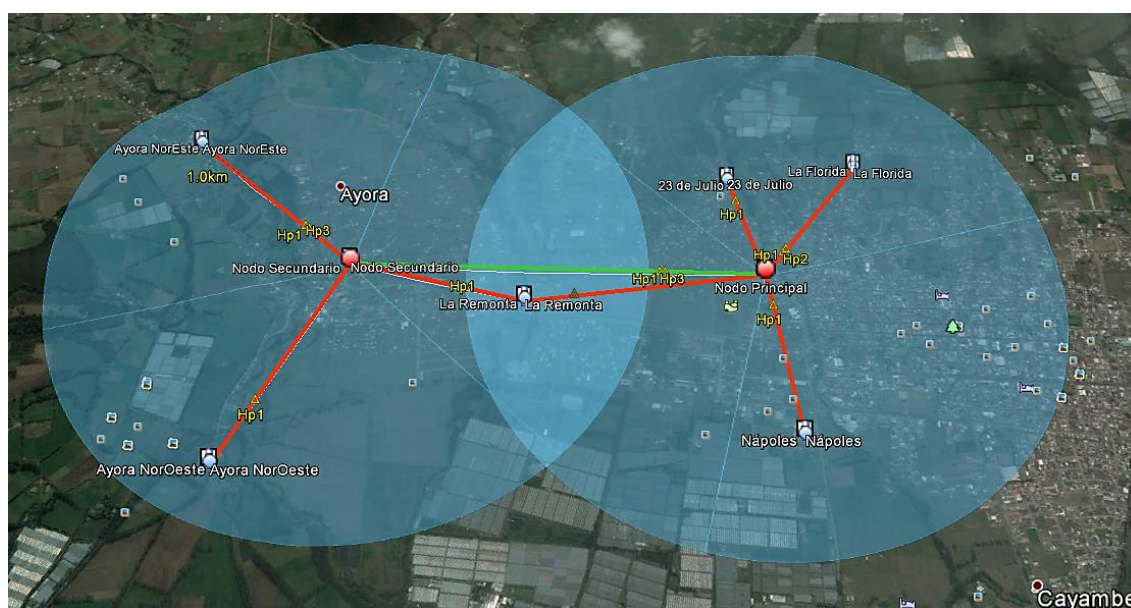 Ayora NorEste Ayora NorEste
1.0km
Ayora
23 de Julio 23 de Julio
La Florida La Florida
Hp1
Hp1 Hp3
Hp1
Hp2
Nodo Secundario Nodo Secundario
Hp1
Hp1 Hp3
Nodo Principal
La Remonta La Remonta
Hp1
Hp1
Nápoles Nápoles
Ayora NorOeste Ayora NorOeste
Cayambe